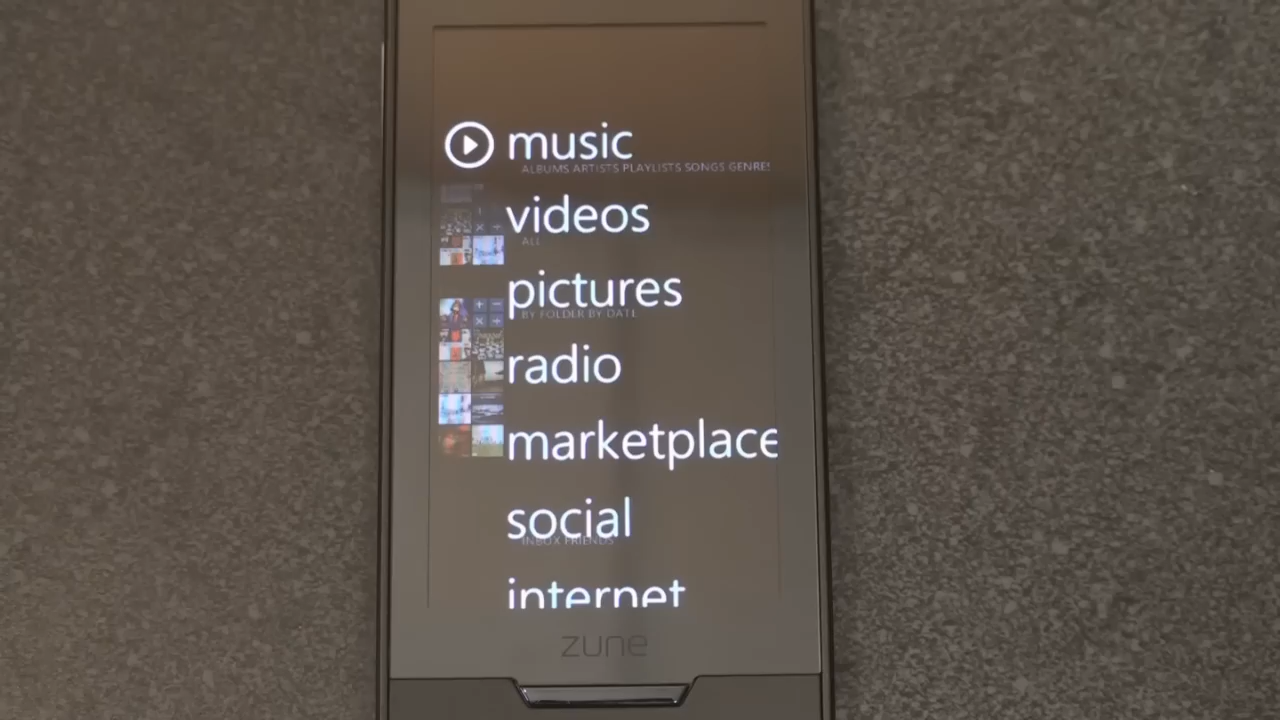 music
ALBUMS ARTISTS PLAYLISTS SONGS GENRES
videos
ALL
pictures
BY FOLDER BY DATE
radio
marketplace
social
INBOX FRIENDS
internet
zune